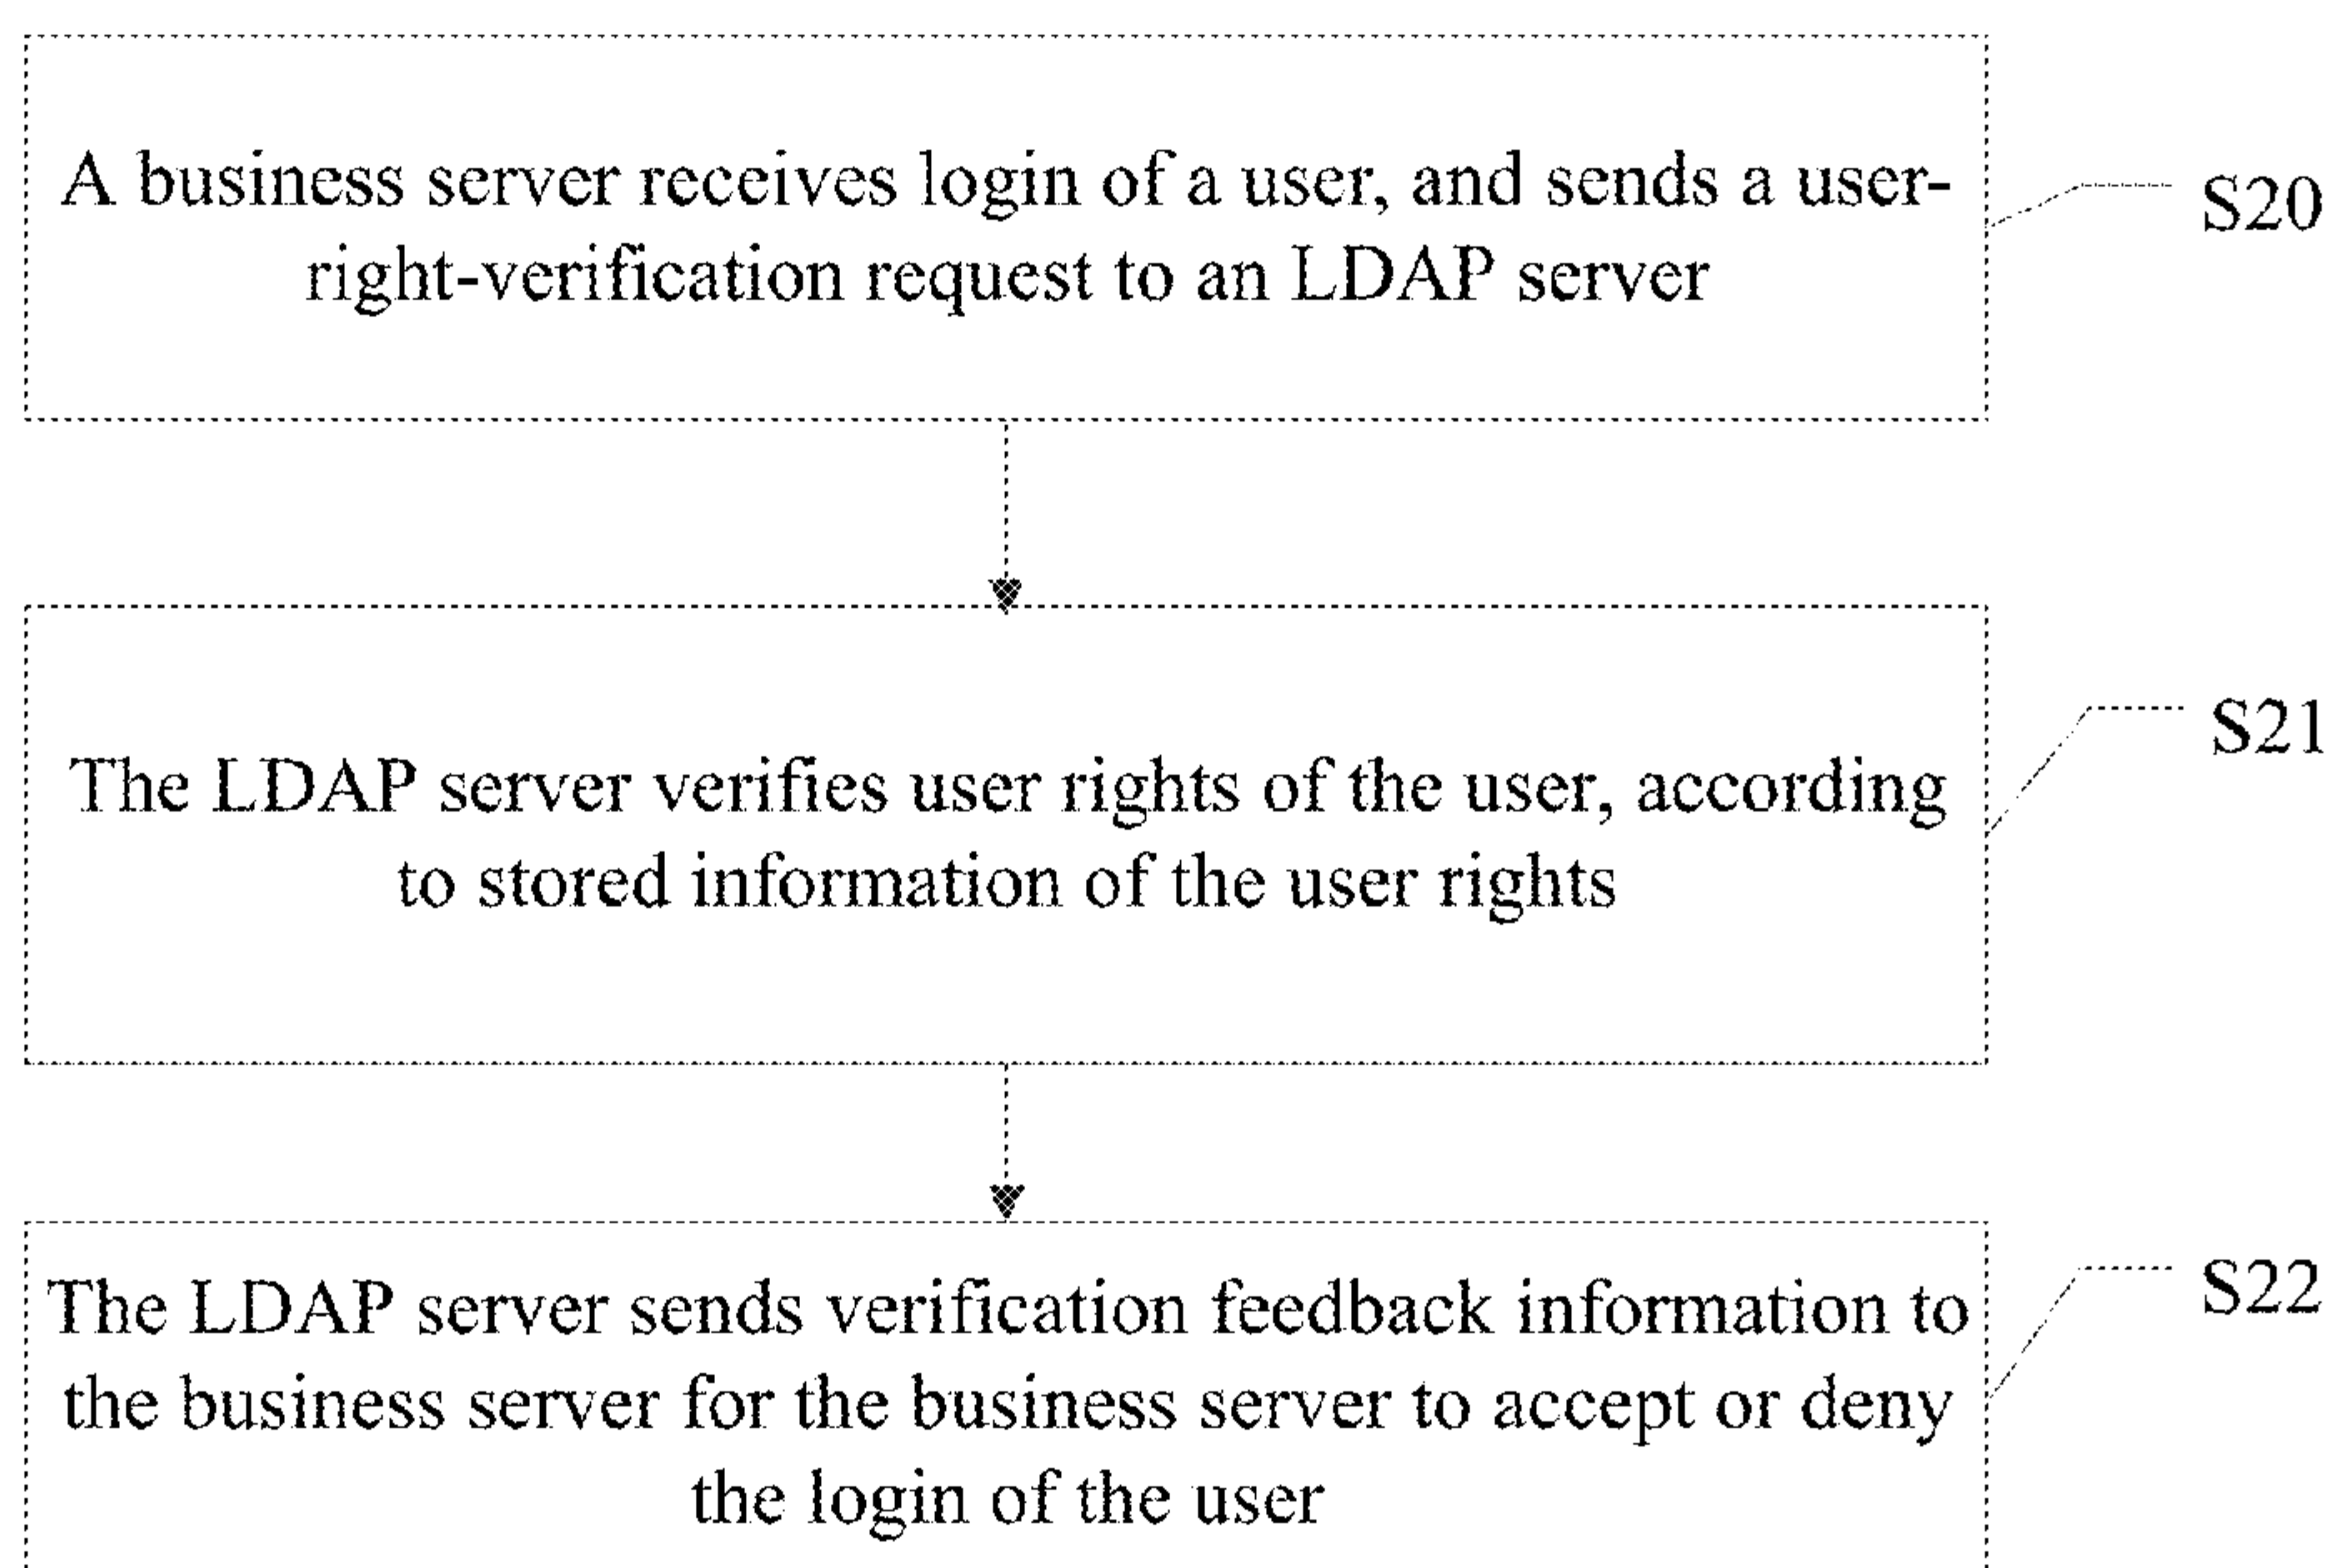 A business server receives login of a user, and sends a user-
right-verification request to an LDAP server
S20
The LDAP server verifies user rights of the user, according
to stored information of the user rights
S21
The LDAP server sends verification feedback information to
the business server for the business server to accept or deny
the login of the user
S22